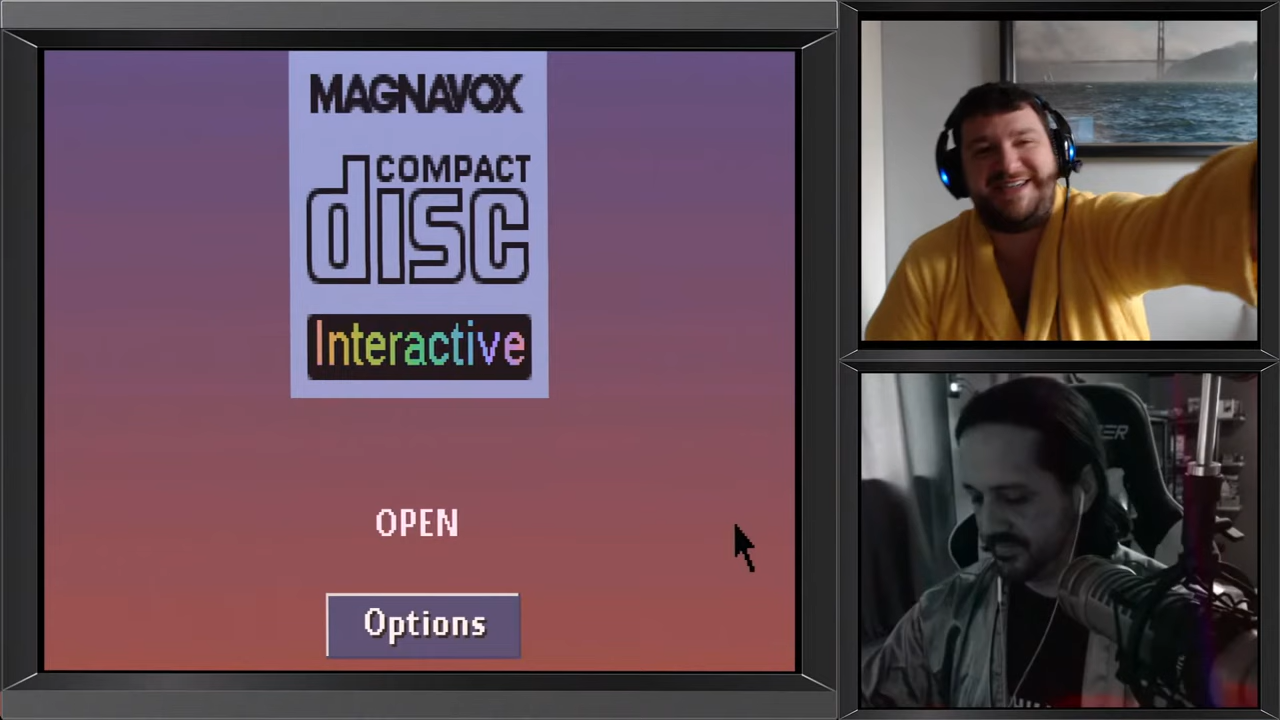 MAGNAVOX
COMPACT
disc
Interactive
OPEN
Options